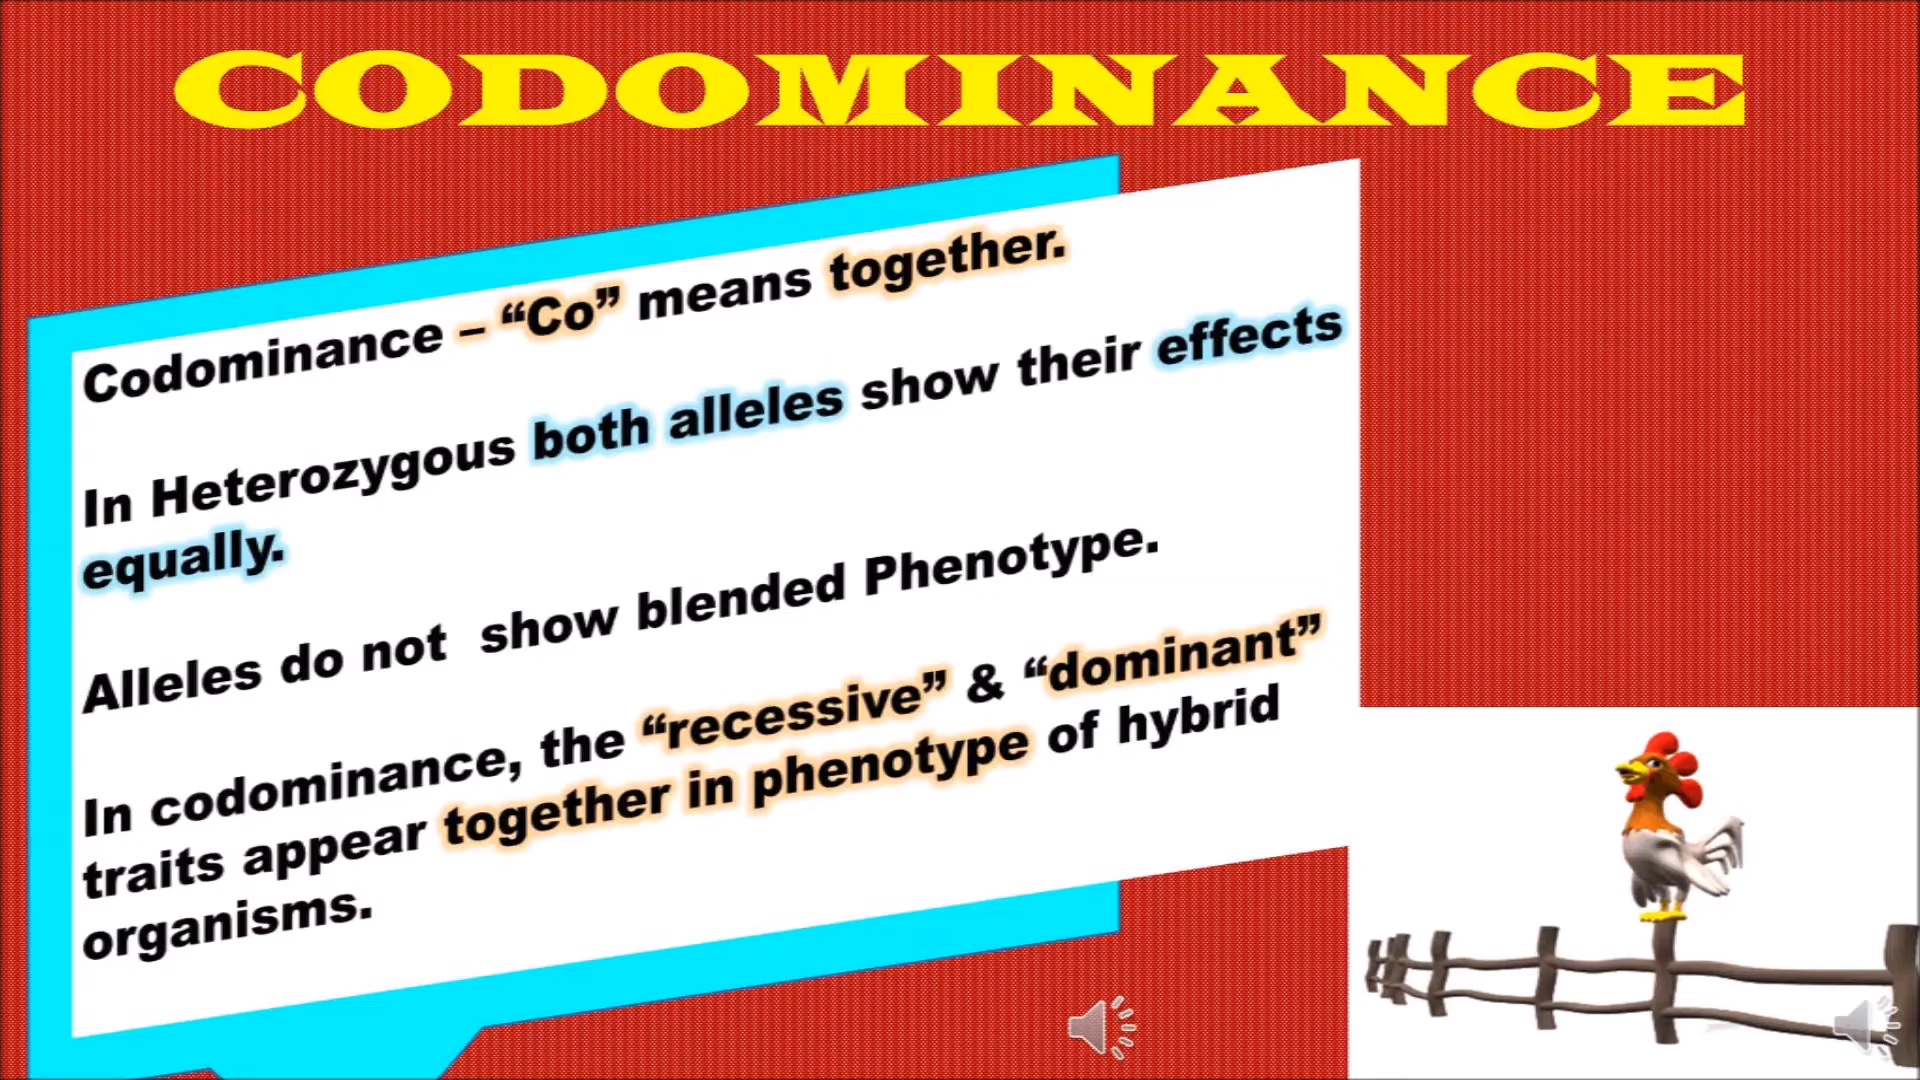 CODOMINANCE
Codominance – “Co” means together.
In Heterozygous both alleles show their effects
equally.
Alleles do not show blended Phenotype.
In codominance, the “recessive” & “dominant”
traits appear together in phenotype of hybrid
organisms.